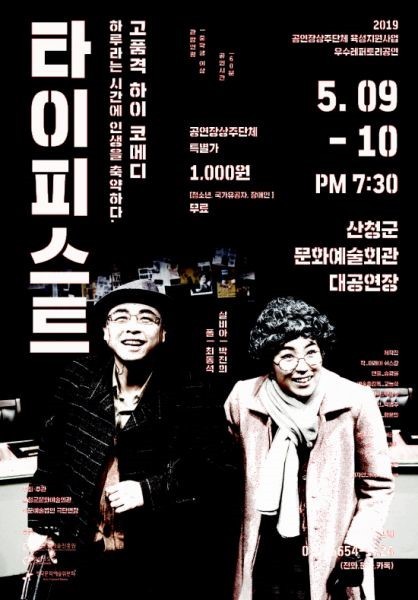 타이피스트
고품격 하이 코메디
하루라는 시간에 인생을 축약하다.
관람연령
중학생 이상
공연시간
60분
2019
공연장상주단체 육성지원사업
우수레퍼토리공연
5. 09
- 10
PM 7:30
공연장상주단체
특별가
1.000원
[청소년, 국가유공자, 장애인]
무료
산청군
문화예술회관
대공연장
실비아 박진의
폴 최동석
제작진
654